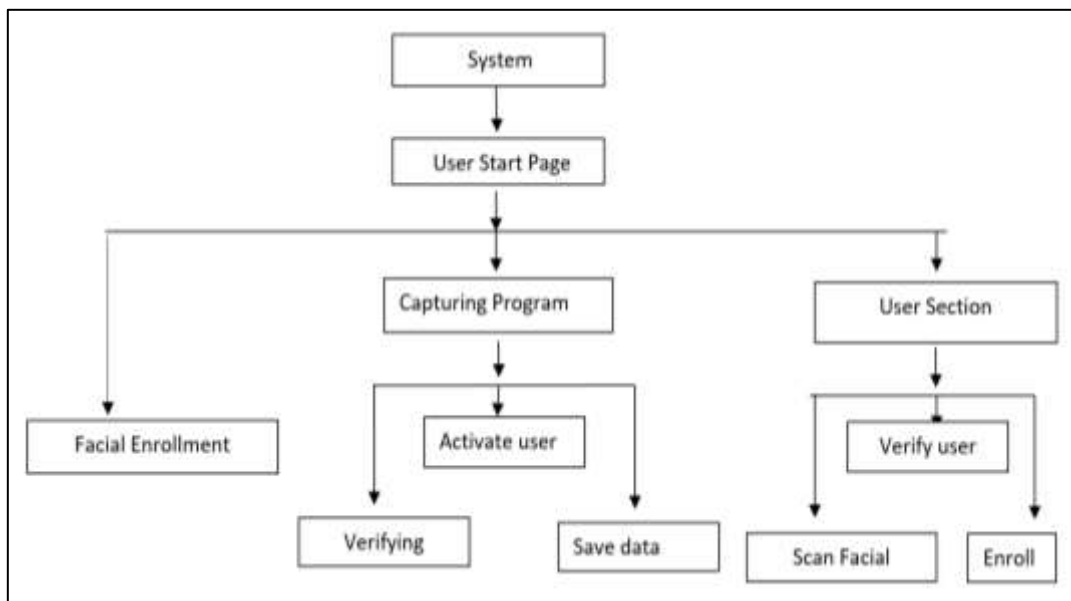 System
User Start Page
Capturing Program
User Section
Facial Enrollment
Activate user
Verify user
Verifying
Save data
Scan Facial
Enroll